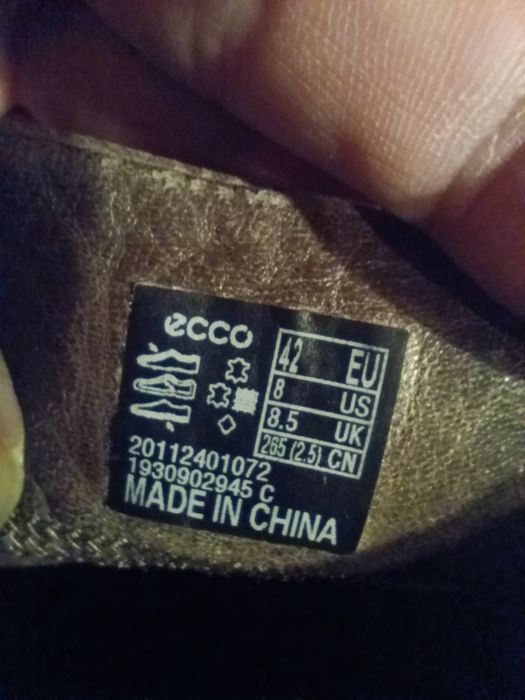 ecco
42 EU
8 US
8.5 UK
265 (2.5) CN
20112401072
1930902945 C
MADE IN CHINA